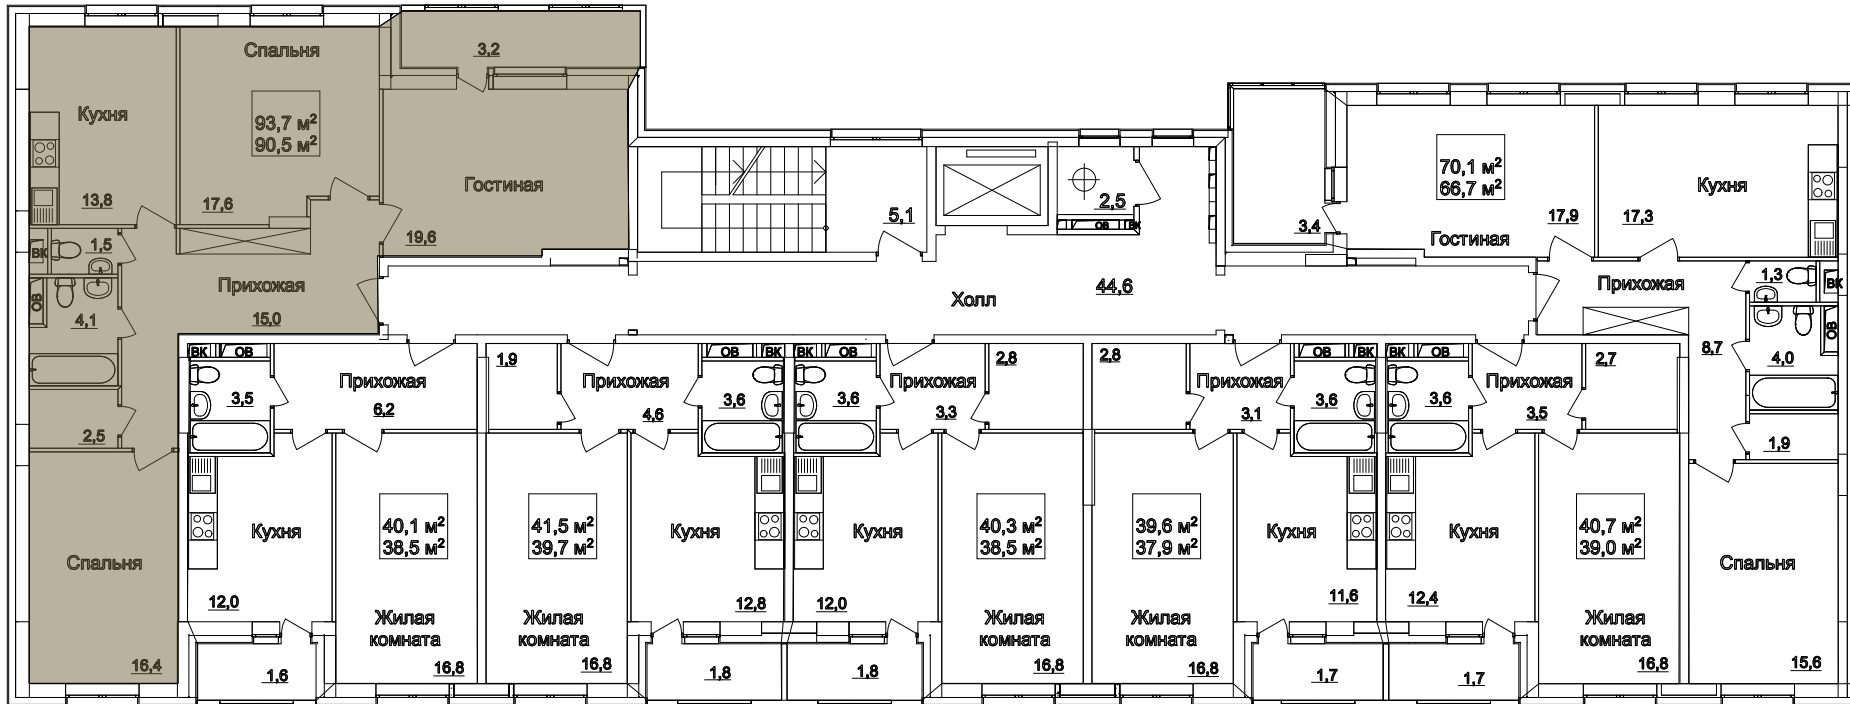 3,2
Спальня
Кухня
93,7 м²
90,5 м²
13,8
17,6
Гостиная
19,6
70,1 м²
66,7 м²
Кухня
17,9
17,3
3,4
Гостиная
2,5
ОВ
ВК
5,1
ВК
1,5
ОВ
4,1
Прихожая
15,0
2,5
Спальня
16,4
Холл
44,6
Прихожая
1,3
ВК
ОВ
8,7
4,0
1,9
Спальня
15,6
ВК
ОВ
3,5
Прихожая
6,2
40,1 м²
38,5 м²
Кухня
12,0
Жилая
комната
16,8
1,6
1,9
Прихожая
4,6
ОВ
ВК
3,6
41,5 м²
39,7 м²
Кухня
12,8
Жилая
комната
16,8
1,8
ВК
ОВ
3,6
Прихожая
3,3
2,8
40,3 м²
38,5 м²
Кухня
12,0
Жилая
комната
16,8
1,8
2,8
Прихожая
3,1
ОВ
ВК
3,6
39,6 м²
37,9 м²
Кухня
11,6
Жилая
комната
16,8
1,7
ВК
ОВ
3,6
Прихожая
3,5
2,7
40,7 м²
39,0 м²
Кухня
12,4
Жилая
комната
16,8
1,7